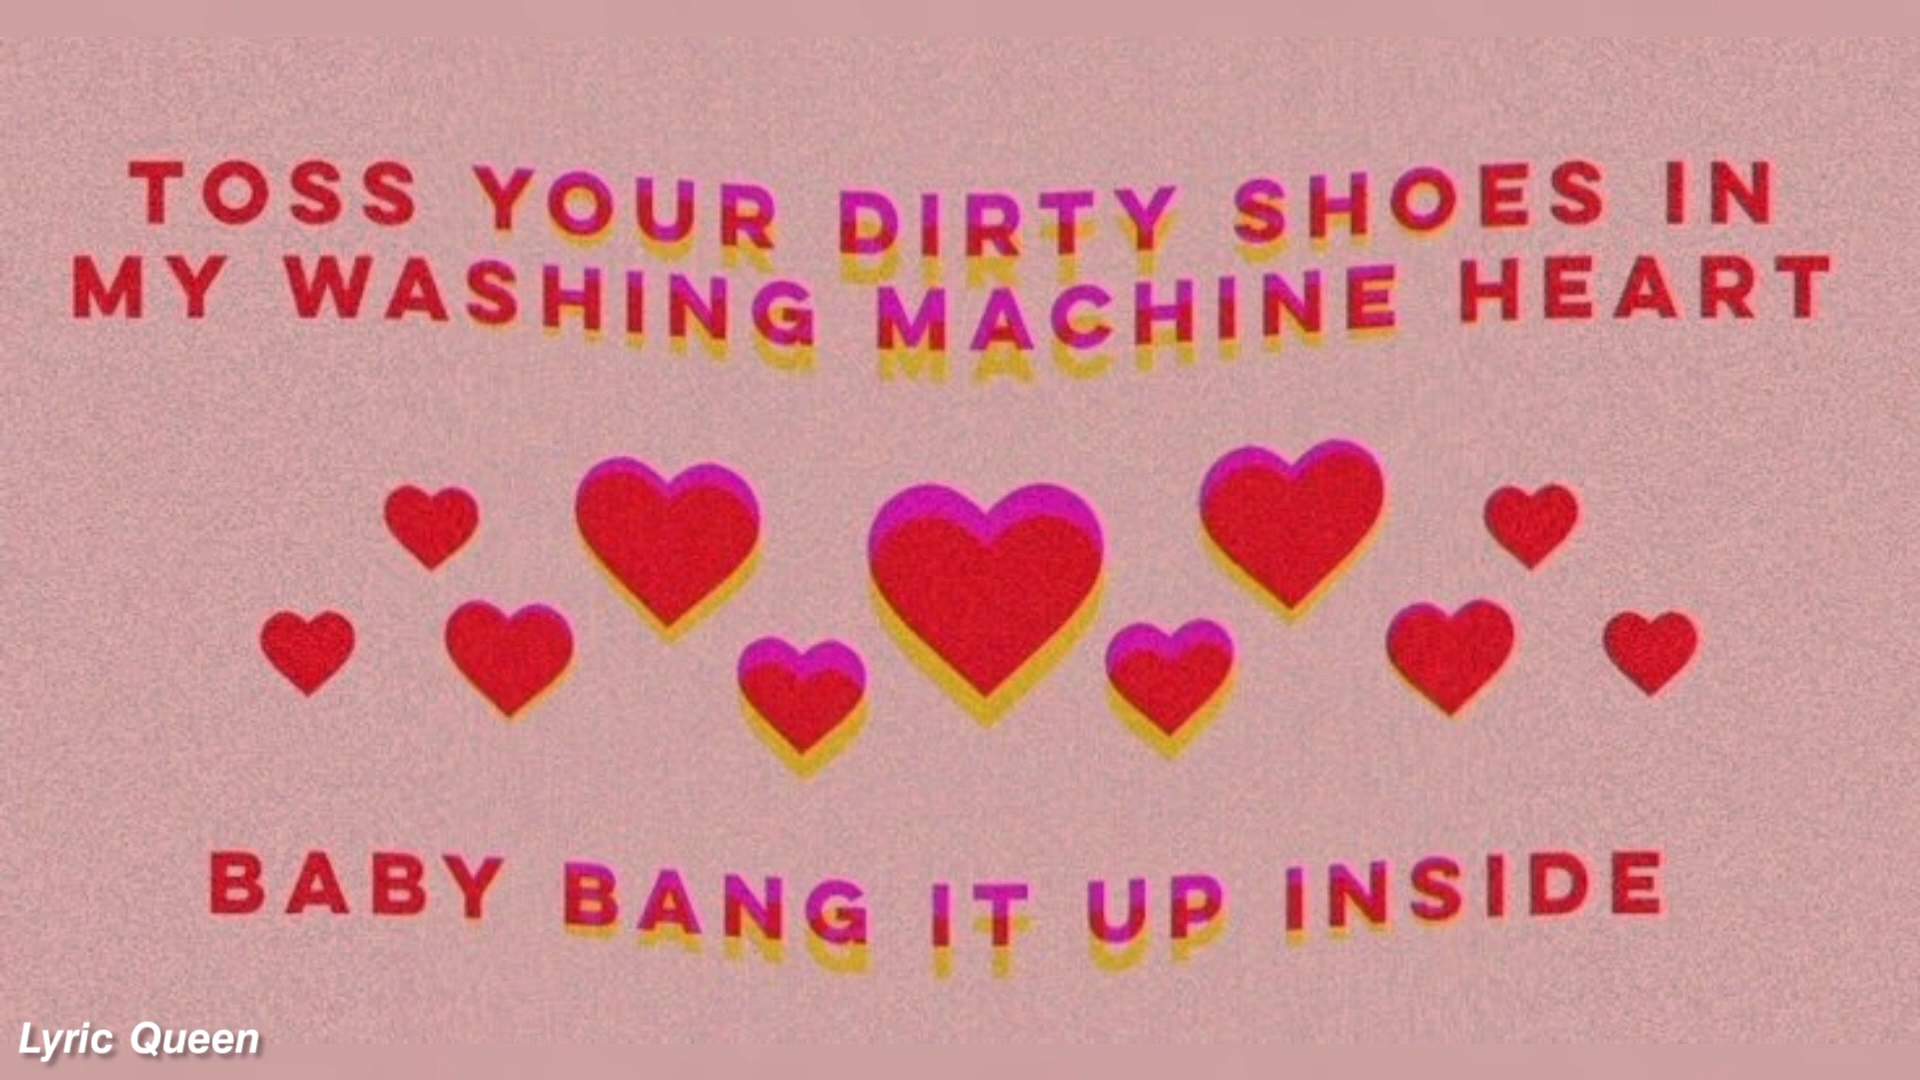 TOSS YOUR DIRTY SHOES IN
MY WASHING MACHINE HEART
BABY BANG IT UP INSIDE
Lyric Queen